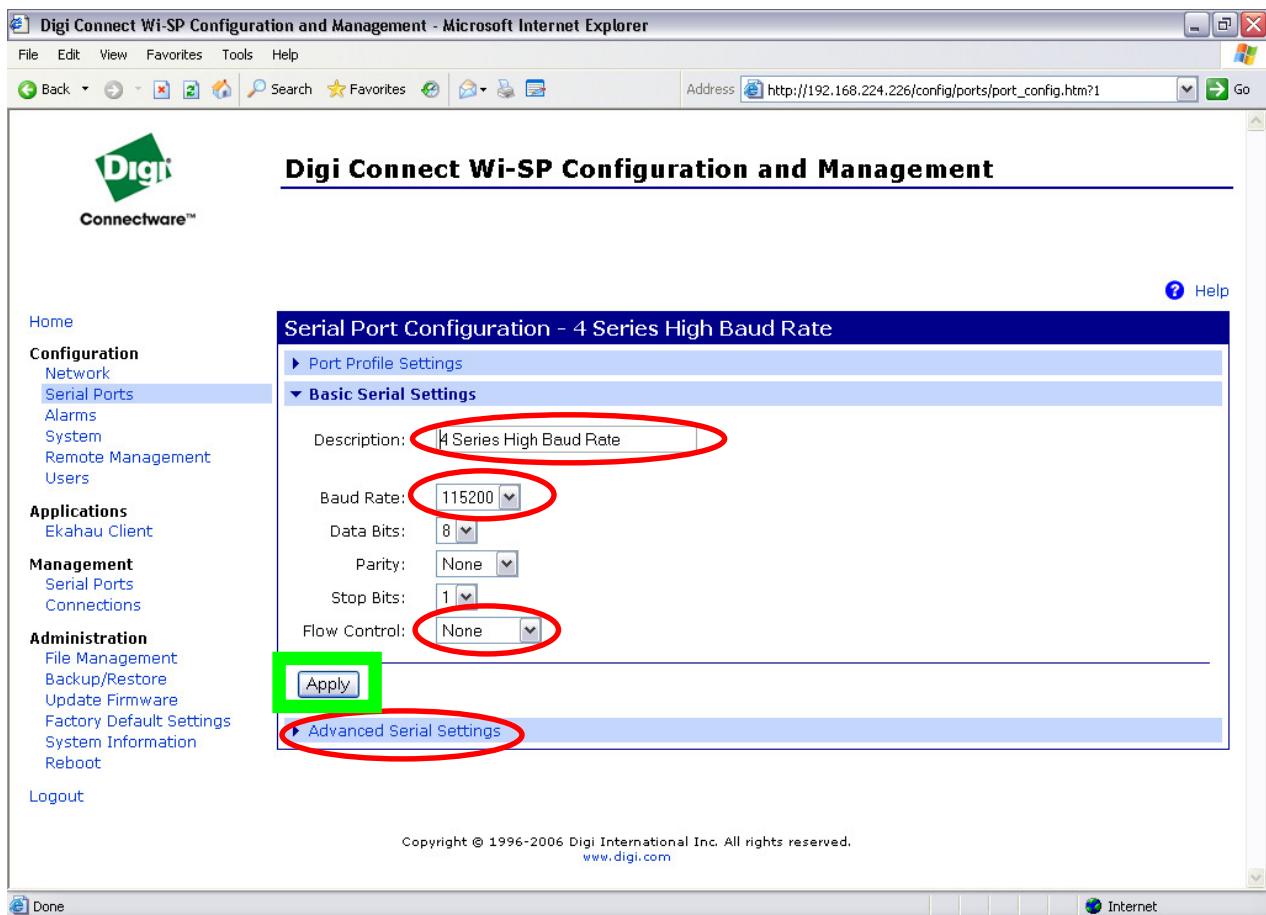 Digi Connect Wi-SP Configuration and Management - Microsoft Internet Explorer
File Edit View Favorites Tools Help
Back Search Favorites Address http://192.168.224.226/config/ports/port_config.htm?1 Go
Digi
Connectware™
Digi Connect Wi-SP Configuration and Management
Help
Home
Configuration
Network
Serial Ports
Alarms
System
Remote Management
Users
Applications
Ekahau Client
Management
Serial Ports
Connections
Administration
File Management
Backup/Restore
Update Firmware
Factory Default Settings
System Information
Reboot
Logout
Serial Port Configuration - 4 Series High Baud Rate
Port Profile Settings
Basic Serial Settings
Description: 4 Series High Baud Rate
Baud Rate: 115200
Data Bits: 8
Parity: None
Stop Bits: 1
Flow Control: None
Apply
Advanced Serial Settings
Copyright © 1996-2006 Digi International Inc. All rights reserved.
www.digi.com
Done Internet